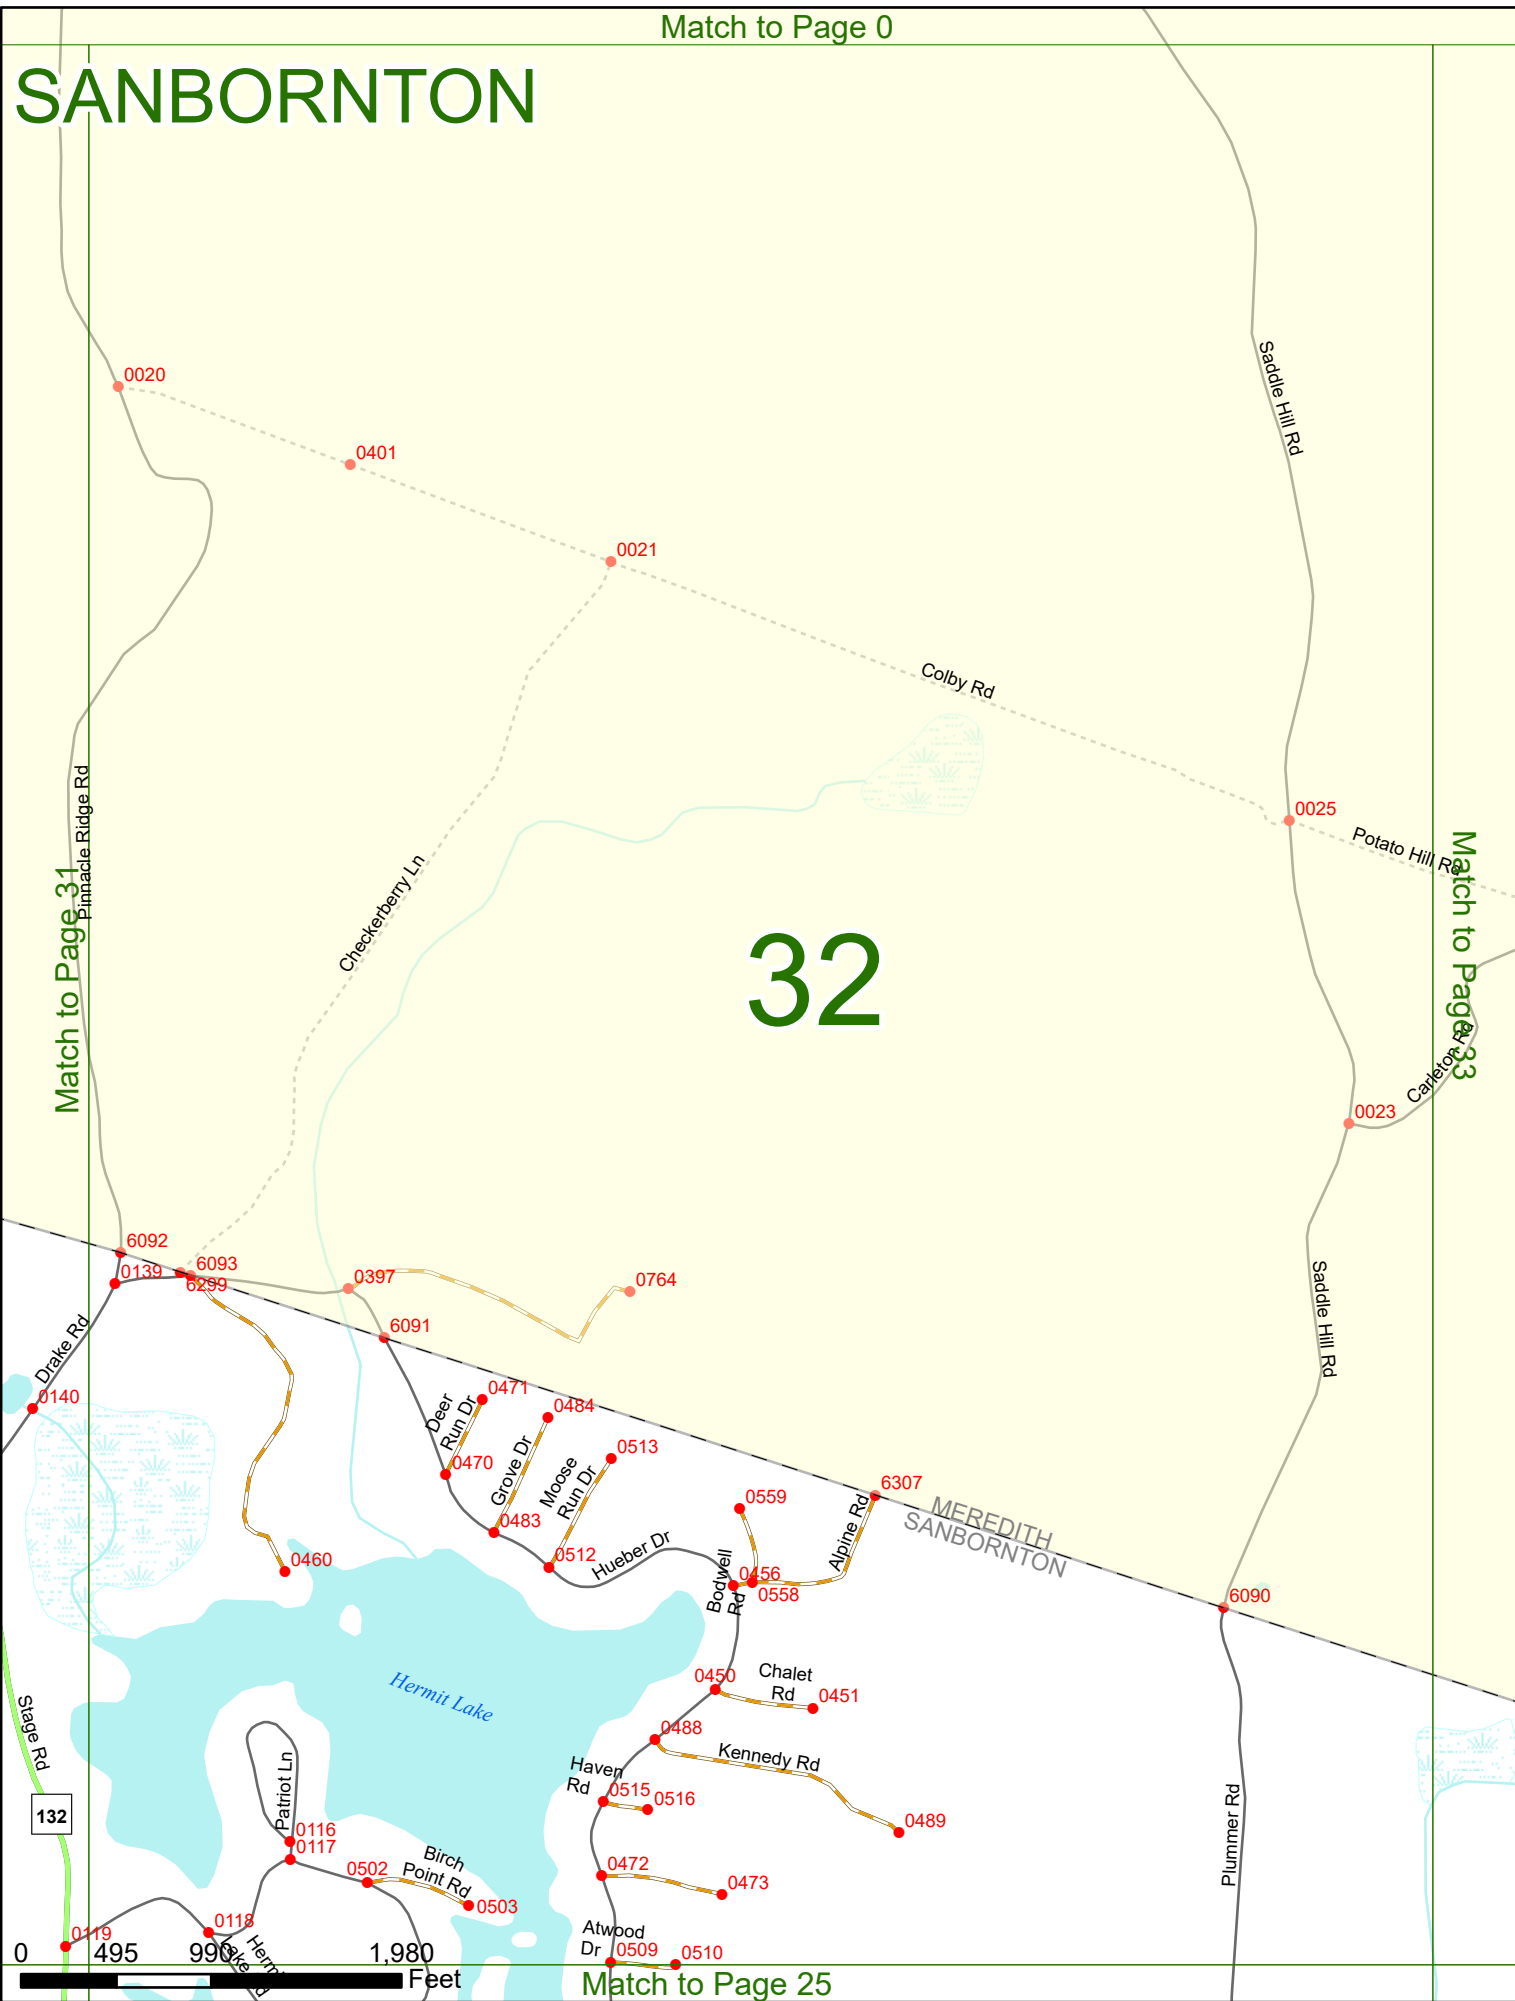 Match to Page 0
SANBORNTON
Saddle Hill Rd
0020
0401
0021
Colby Rd
Pinnacle Ridge Rd
Match to Page 31
Checkerberry Ln
0025
Potato Hill Rd
Match to Page 33
32
Carleton Rd
0023
6092
0139
6093
6299
0397
0764
6091
Drake Rd
0140
Saddle Hill Rd
Deer
Run Dr
0471
0484
0470
Grove Dr
Moose
Run Dr
0513
0483
0512
Hueber Dr
0559
6307
Alpine Rd
MEREDITH
SANBORNTON
0460
Bodwell
Rd
0456
0558
6090
Hermit Lake
0450
Chalet
Rd
0451
0488
Kennedy Rd
Stage Rd
132
Patriot Ln
Haven
Rd
0515
0516
0489
Plummer Rd
0116
0117
0502
Birch
Point Rd
0503
0472
0473
0119
0118
Hermit
Lake Rd
Atwood
Dr
0509
0510
0 495 990 1,980
Feet
Match to Page 25